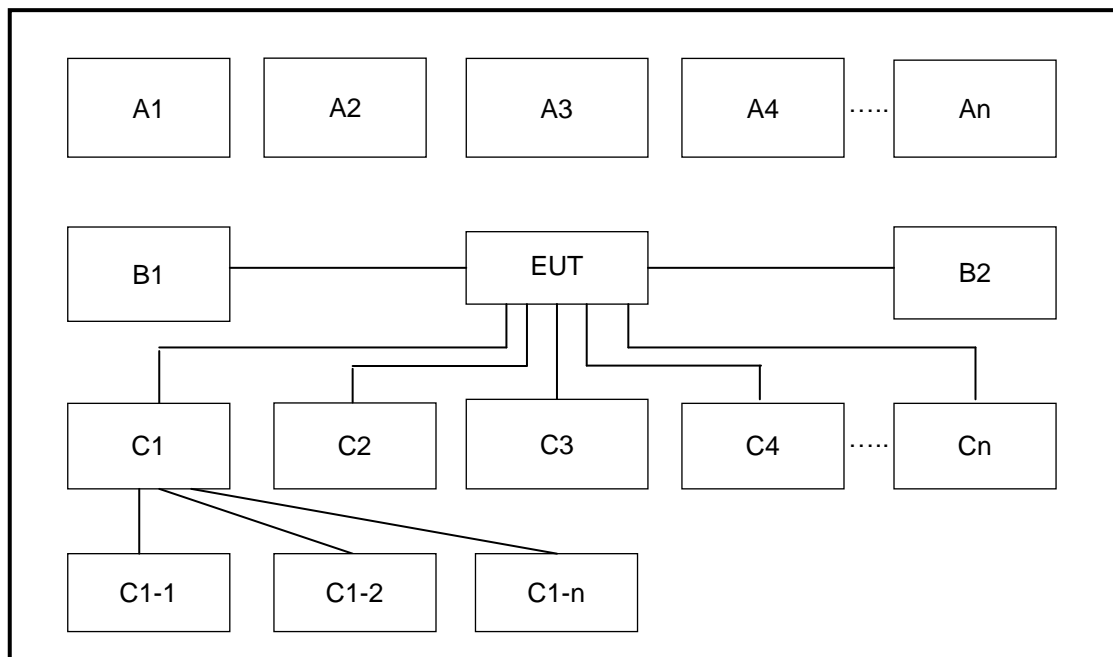 A1 A2 A3 A4 ..... An
B1 EUT B2
C1 C2 C3 C4 ..... Cn
C1-1 C1-2 C1-n